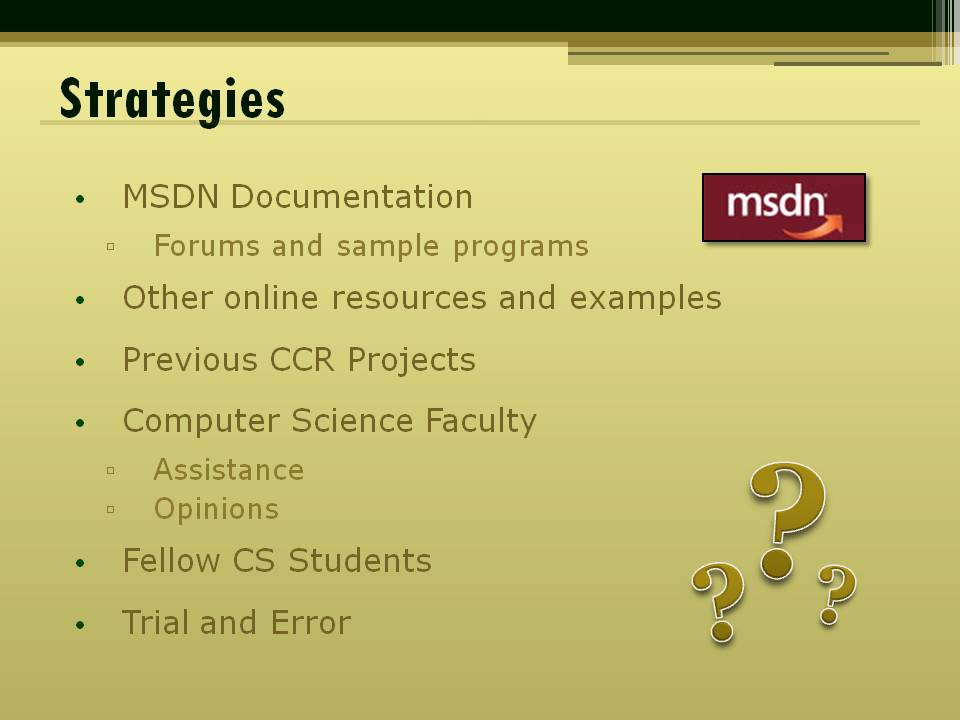 Strategies
• MSDN Documentation
msdn
▫ Forums and sample programs
• Other online resources and examples
• Previous CCR Projects
• Computer Science Faculty
▫ Assistance
▫ Opinions
• Fellow CS Students
• Trial and Error
? ? ?